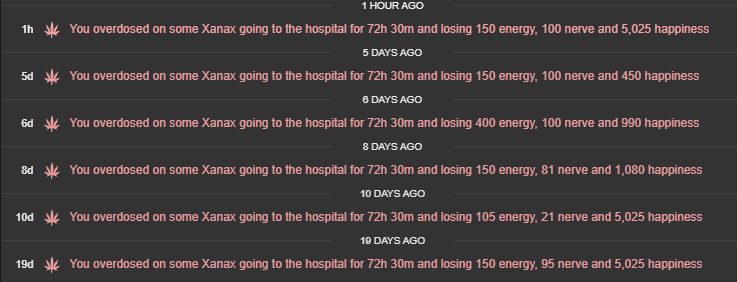 1 HOUR AGO
1h You overdosed on some Xanax going to the hospital for 72h 30m and losing 150 energy, 100 nerve and 5,025 happiness
5 DAYS AGO
5d You overdosed on some Xanax going to the hospital for 72h 30m and losing 150 energy, 100 nerve and 450 happiness
6 DAYS AGO
6d You overdosed on some Xanax going to the hospital for 72h 30m and losing 400 energy, 100 nerve and 990 happiness
8 DAYS AGO
8d You overdosed on some Xanax going to the hospital for 72h 30m and losing 150 energy, 81 nerve and 1,080 happiness
10 DAYS AGO
10d You overdosed on some Xanax going to the hospital for 72h 30m and losing 105 energy, 21 nerve and 5,025 happiness
19 DAYS AGO
19d You overdosed on some Xanax going to the hospital for 72h 30m and losing 150 energy, 95 nerve and 5,025 happiness